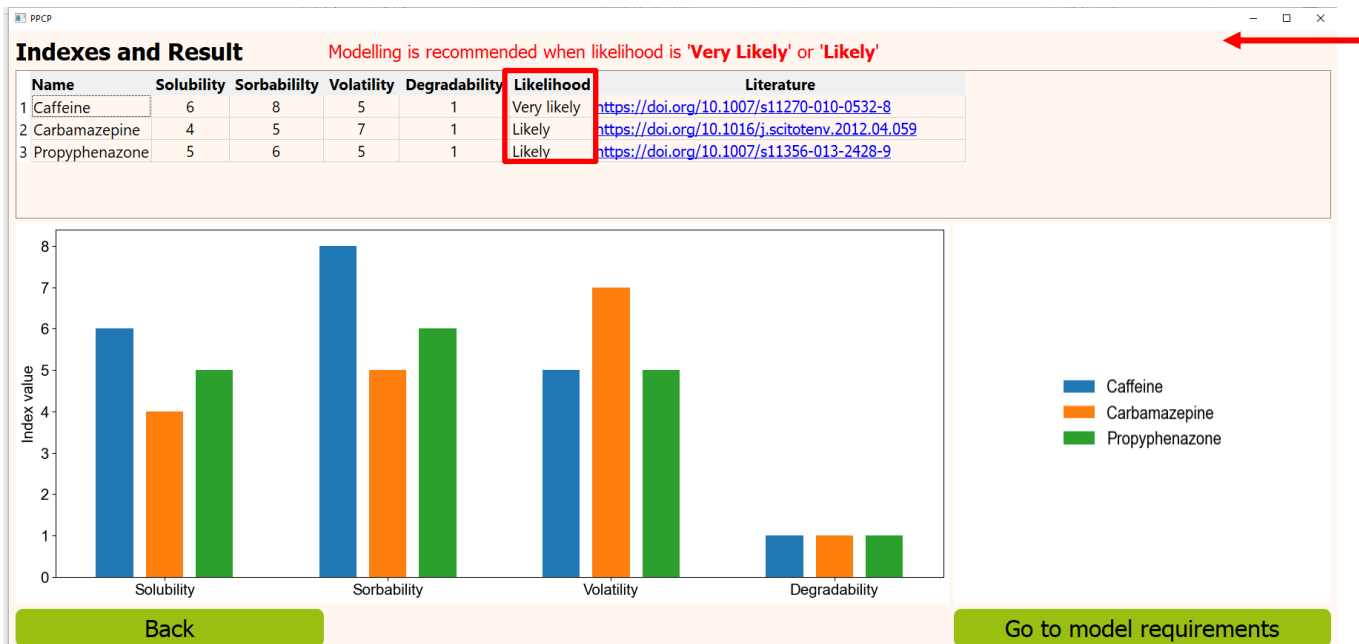 PPCP
Indexes and Result
Modelling is recommended when likelihood is 'Very Likely' or 'Likely'
Name Solubility Sorbabililty Volatility Degradability Likelihood Literature
1 Caffeine 6 8 5 1 Very likely https://doi.org/10.1007/s11270-010-0532-8
2 Carbamazepine 4 5 7 1 Likely https://doi.org/10.1016/j.scitotenv.2012.04.059
3 Propyphenazone 5 6 5 1 Likely https://doi.org/10.1007/s11356-013-2428-9
8
7
6
5
4
3
2
1
0
Index value
Solubility Sorbability Volatility Degradability
Caffeine
Carbamazepine
Propyphenazone
Back
Go to model requirements